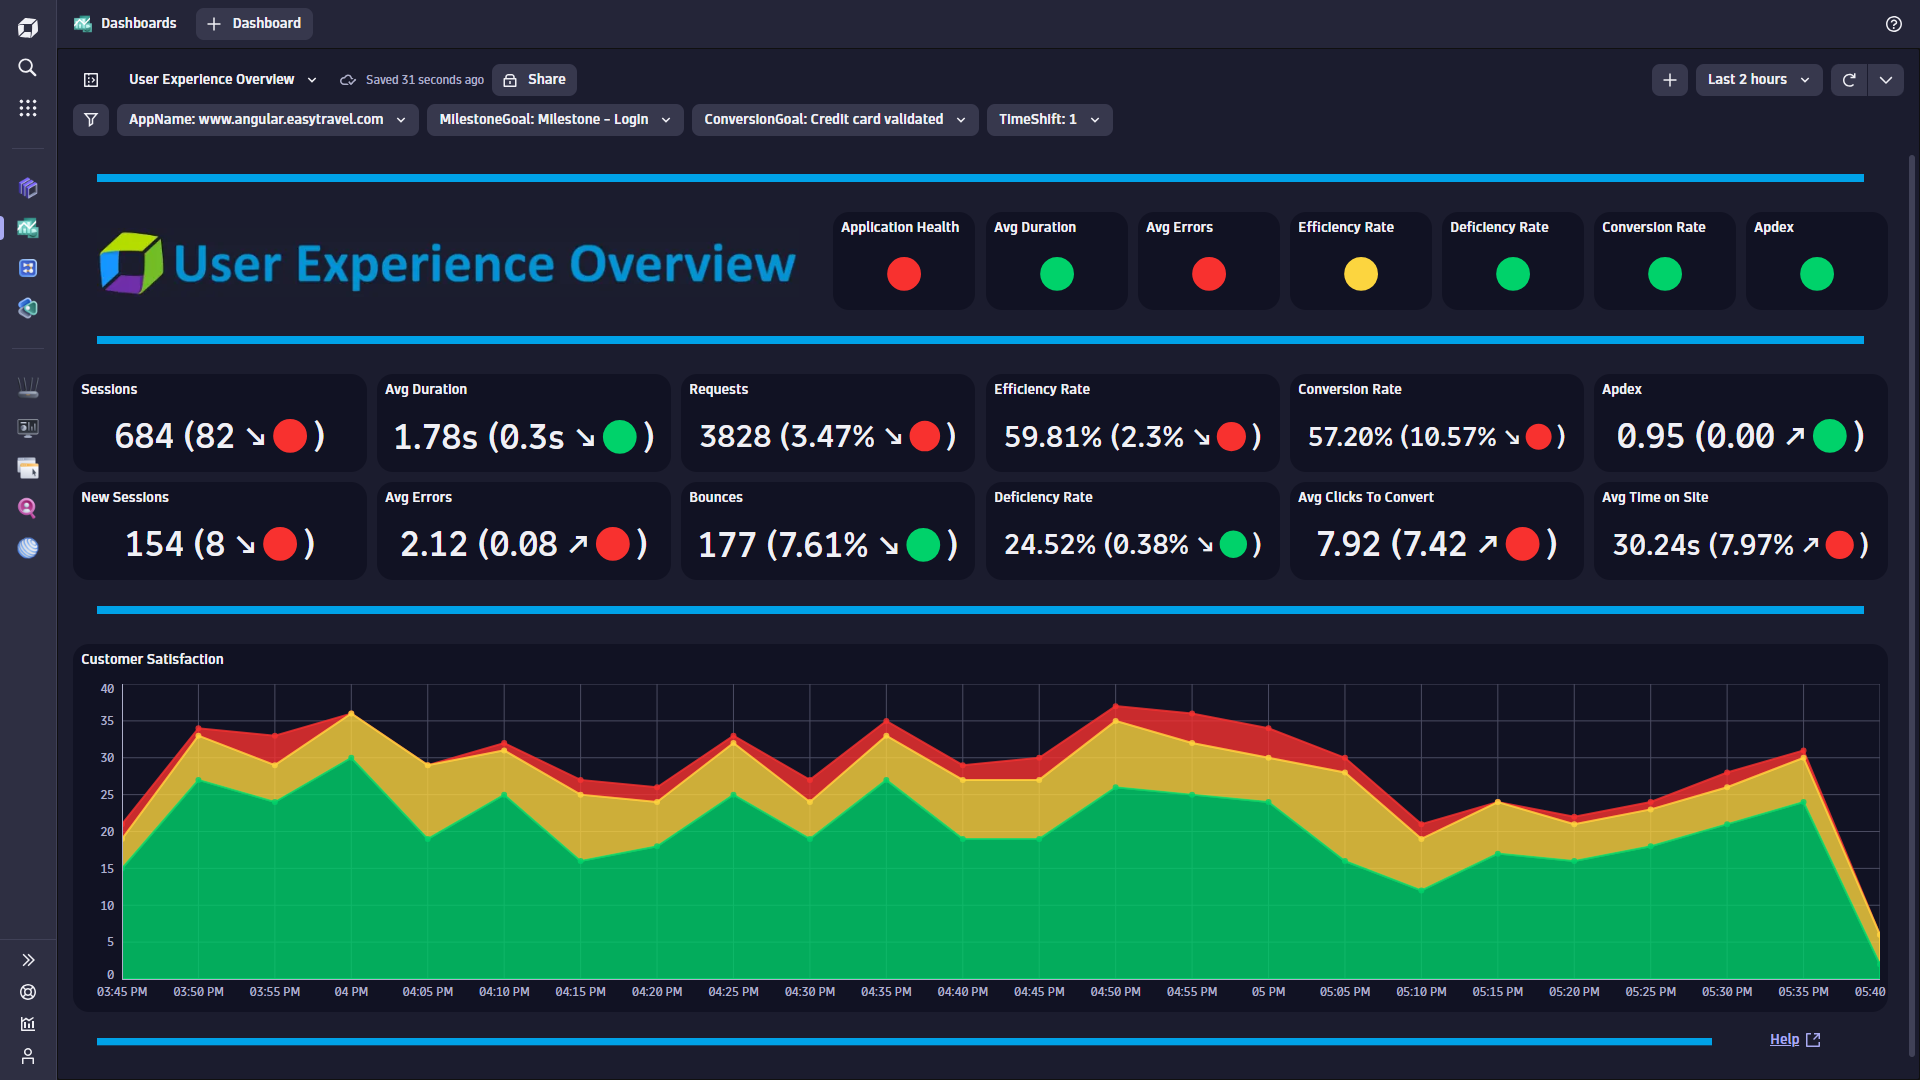 Dashboards
Dashboard
User Experience Overview
Saved 31 seconds ago
Share
Last 2 hours
AppName: www.angular.easytravel.com
MilestoneGoal: Milestone - Login
ConversionGoal: Credit card validated
TimeShift: 1
User Experience Overview
Application Health
Avg Duration
Avg Errors
Efficiency Rate
Deficiency Rate
Conversion Rate
Apdex
Sessions
684 (82 ↘ 🔴 )
Avg Duration
1.78s (0.3s ↘ 🟢 )
Requests
3828 (3.47% ↘ 🔴 )
Efficiency Rate
59.81% (2.3% ↘ 🔴 )
Conversion Rate
57.20% (10.57% ↘ 🔴 )
Apdex
0.95 (0.00 ↗ 🟢 )
New Sessions
154 (8 ↘ 🔴 )
Avg Errors
2.12 (0.08 ↗ 🔴 )
Bounces
177 (7.61% ↘ 🟢 )
Deficiency Rate
24.52% (0.38% ↘ 🟢 )
Avg Clicks To Convert
7.92 (7.42 ↗ 🔴 )
Avg Time on Site
30.24s (7.97% ↗ 🔴 )
Customer Satisfaction
40
35
30
25
20
15
10
5
0
03:45 PM
03:50 PM
03:55 PM
04 PM
04:05 PM
04:10 PM
04:15 PM
04:20 PM
04:25 PM
04:30 PM
04:35 PM
04:40 PM
04:45 PM
04:50 PM
04:55 PM
05 PM
05:05 PM
05:10 PM
05:15 PM
05:20 PM
05:25 PM
05:30 PM
05:35 PM
05:40
Help